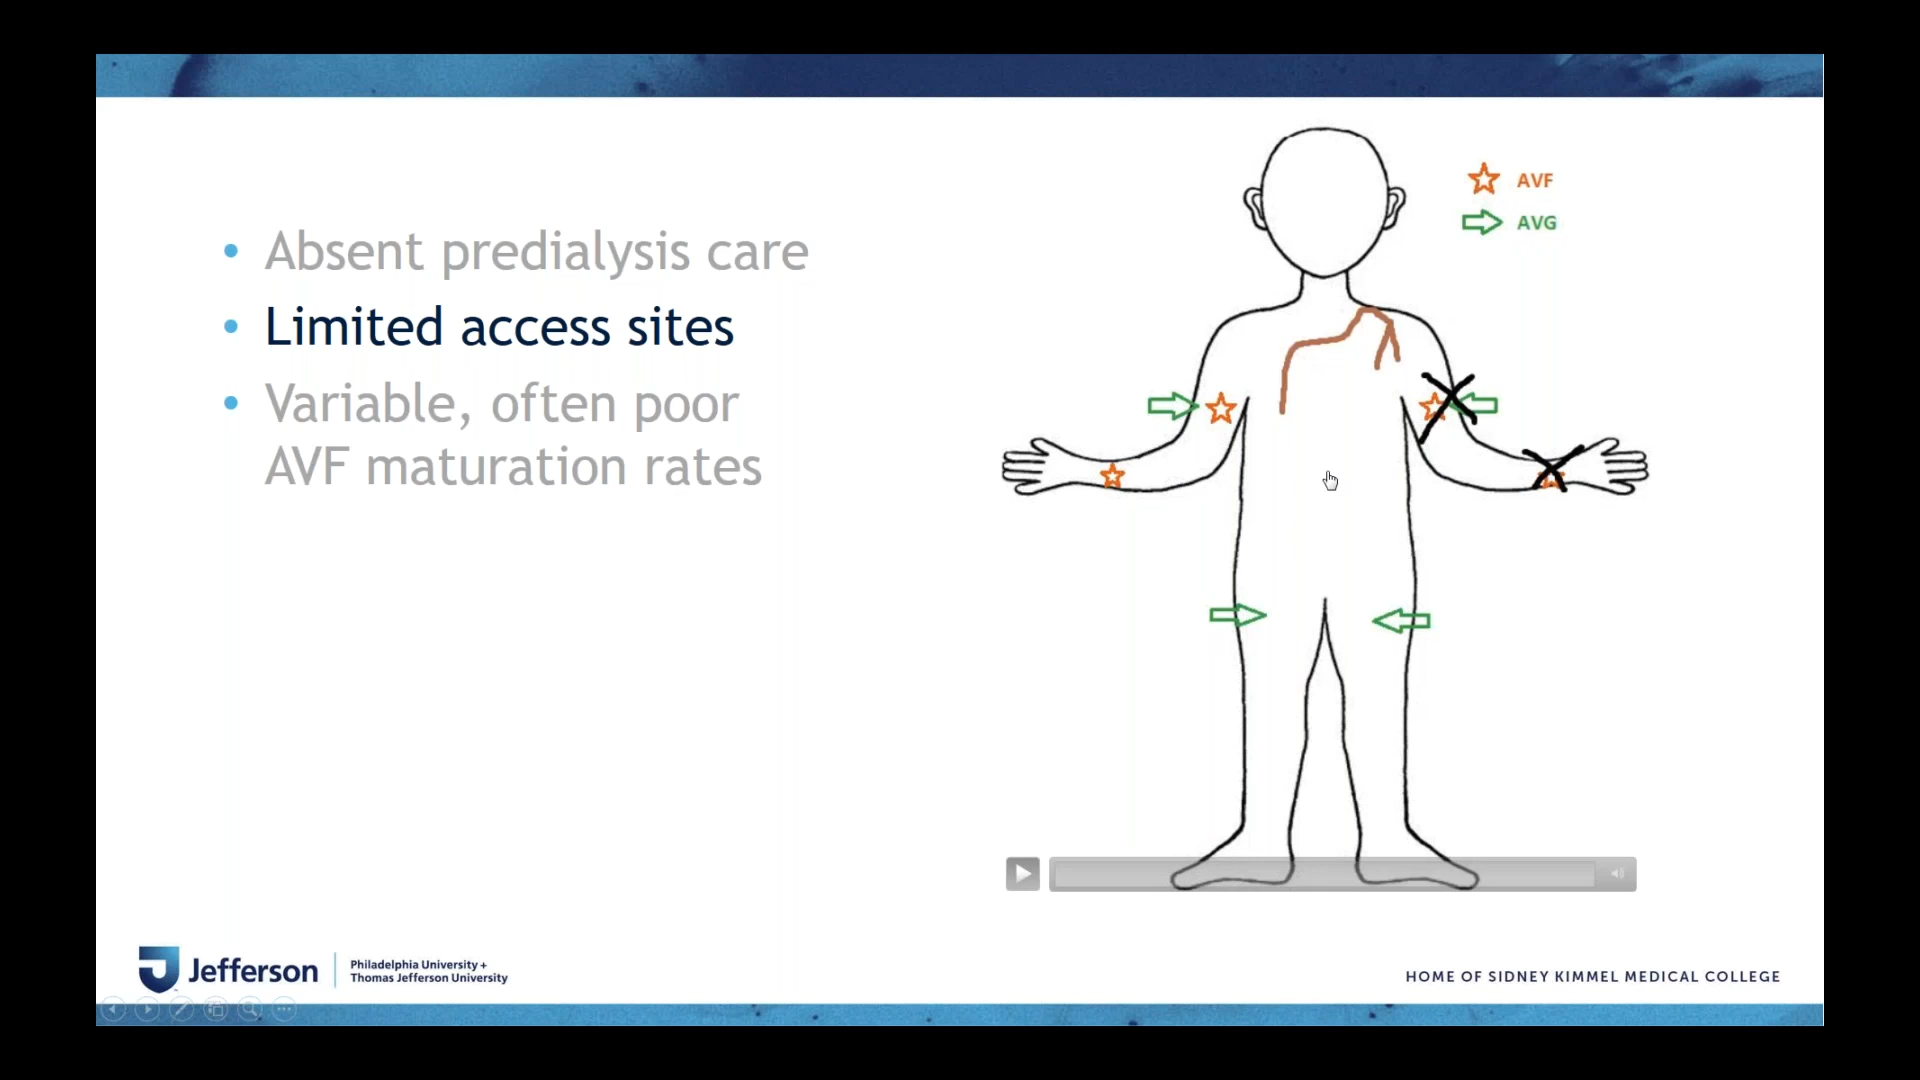 AVF
AVG
• Absent predialysis care
• Limited access sites
• Variable, often poor
AVF maturation rates
Jefferson
Philadelphia University +
Thomas Jefferson University
HOME OF SIDNEY KIMMEL MEDICAL COLLEGE